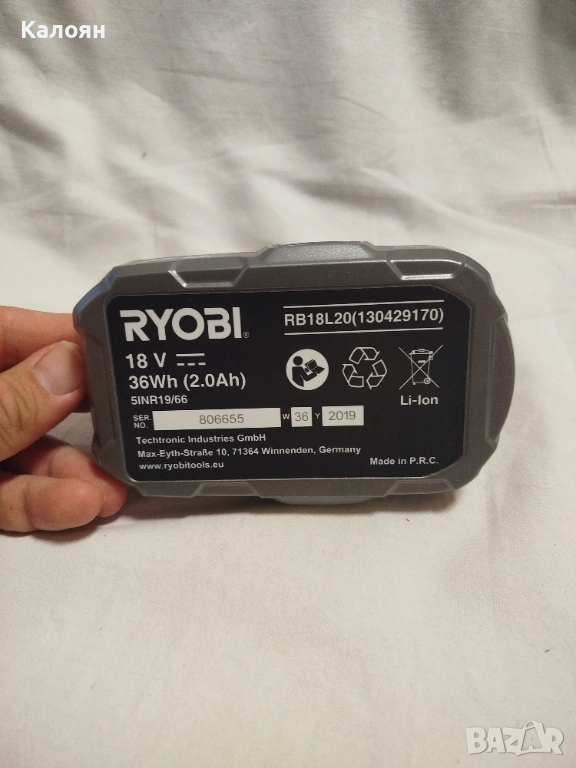 Калоян
RYOBI
RB18L20(130429170)
18 V
36Wh (2.0Ah)
5INR19/66
Li-Ion
SER. NO. 806655 W 36 Y 2019
Techtronic Industries GmbH
Max-Eyth-Straße 10, 71364 Winnenden, Germany
www.ryobitools.eu
Made in P.R.C.
BAZAR